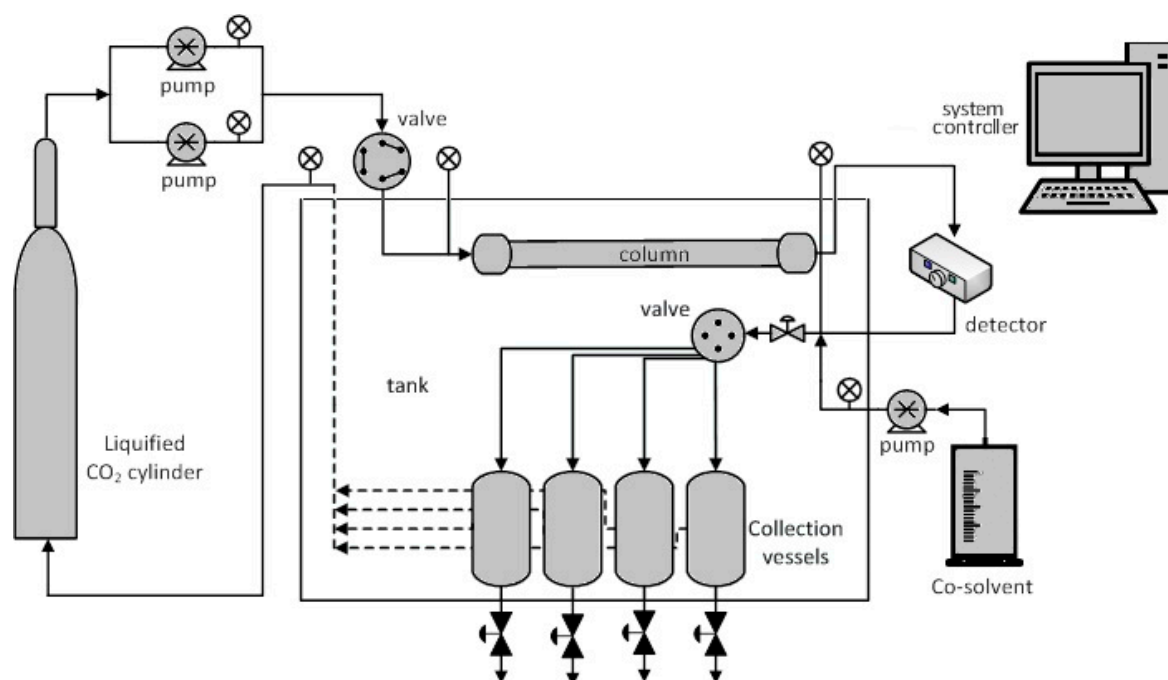 pump
pump
valve
system
controller
column
valve
detector
tank
pump
Liquified
CO₂ cylinder
Collection
vessels
Co-solvent